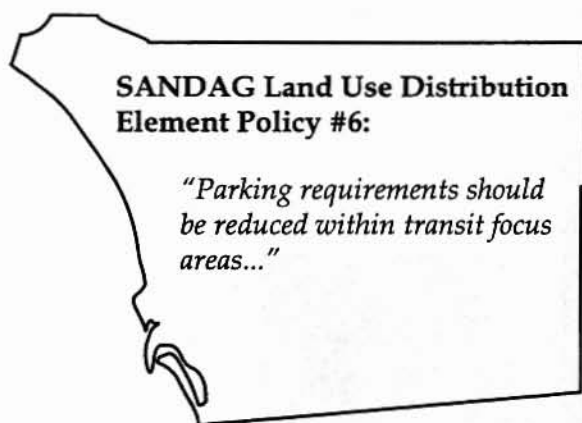 SANDAG Land Use Distribution
Element Policy #6:
"Parking requirements should
be reduced within transit focus
areas..."